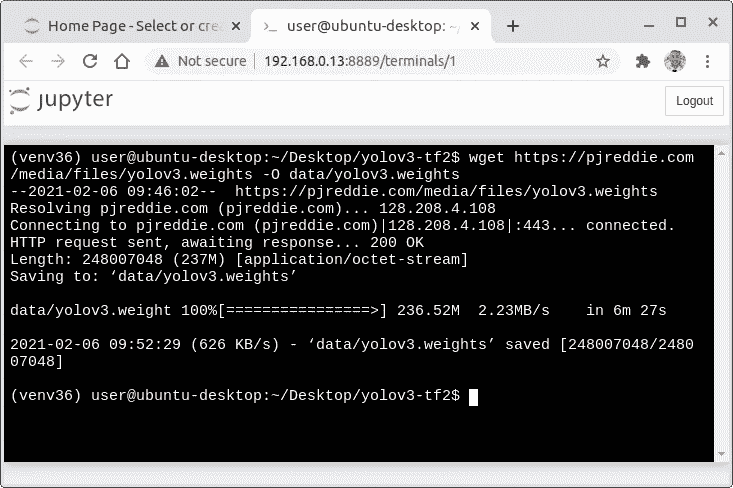 Home Page - Select or cre
user@ubuntu-desktop: ~/
Not secure
192.168.0.13:8889/terminals/1
jupyter
Logout
(venv36) user@ubuntu-desktop:~/Desktop/yolov3-tf2$ wget https://pjreddie.com
/media/files/yolov3.weights -O data/yolov3.weights
--2021-02-06 09:46:02--  https://pjreddie.com/media/files/yolov3.weights
Resolving pjreddie.com (pjreddie.com)... 128.208.4.108
Connecting to pjreddie.com (pjreddie.com)|128.208.4.108|:443... connected.
HTTP request sent, awaiting response... 200 OK
Length: 248007048 (237M) [application/octet-stream]
Saving to: ‘data/yolov3.weights’
data/yolov3.weight 100%[================>] 236.52M  2.23MB/s    in 6m 27s
2021-02-06 09:52:29 (626 KB/s) - ‘data/yolov3.weights’ saved [248007048/2480
07048]
(venv36) user@ubuntu-desktop:~/Desktop/yolov3-tf2$